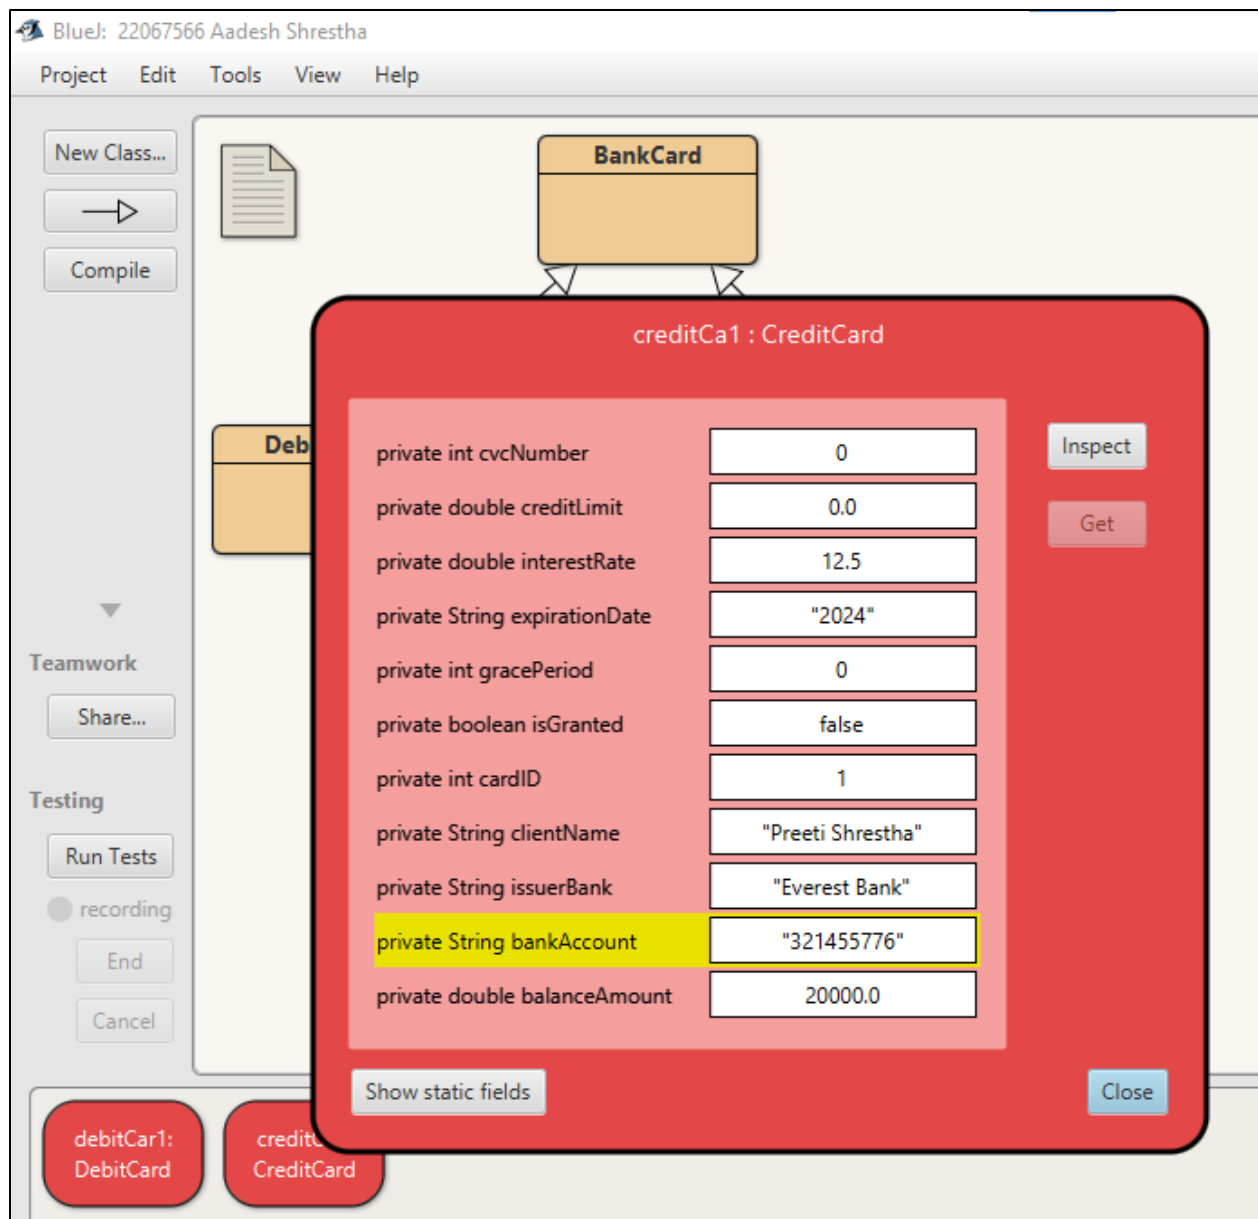 BlueJ: 22067566 Aadesh Shrestha
Project Edit Tools View Help
New Class...
Compile
BankCard
Deb
creditCa1 : CreditCard
private int cvcNumber 0
private double creditLimit 0.0
private double interestRate 12.5
private String expirationDate "2024"
private int gracePeriod 0
private boolean isGranted false
private int cardID 1
private String clientName "Preeti Shrestha"
private String issuerBank "Everest Bank"
private String bankAccount "321455776"
private double balanceAmount 20000.0
Inspect
Get
Show static fields
Close
Teamwork
Share...
Testing
Run Tests
recording
End
Cancel
debitCar1:
DebitCard
creditC
CreditCard